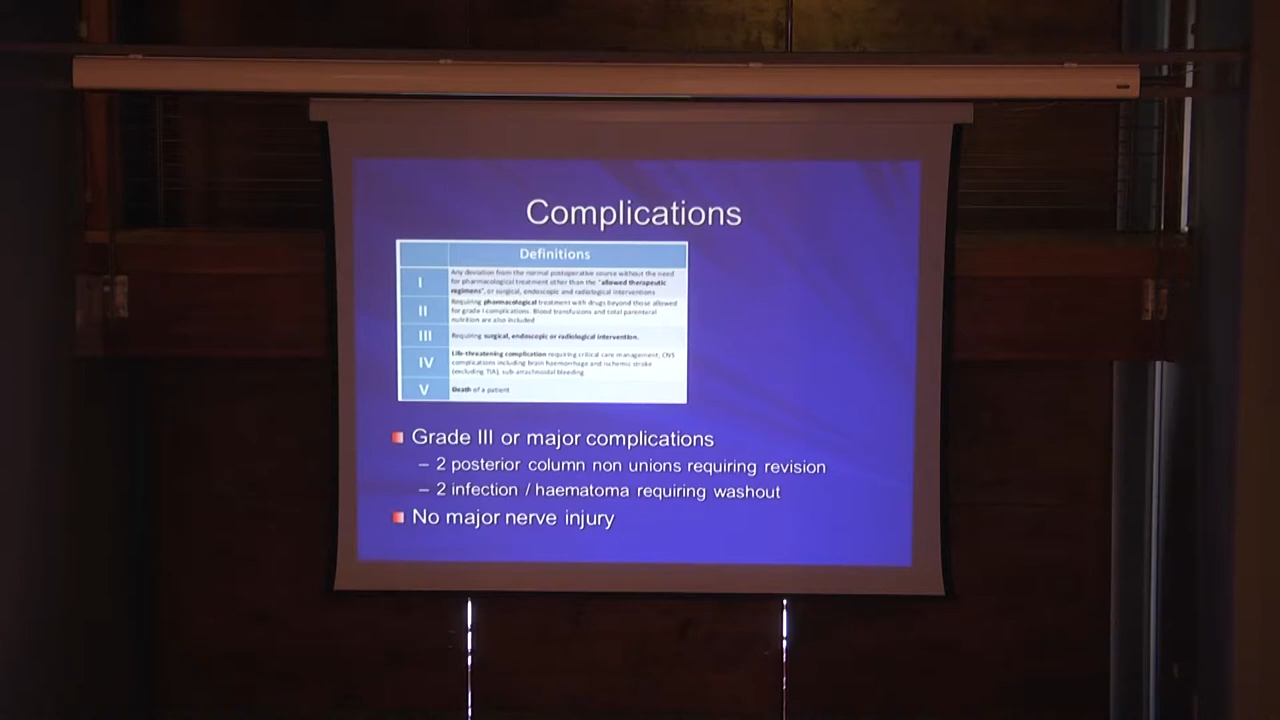 Complications
Definitions
I
Any deviation from the normal postoperative course without the need
for pharmacological treatment other than the "allowed therapeutic
regimens", or surgical, endoscopic and radiological interventions
II
Requiring pharmacological treatment with drugs beyond those allowed
for grade I complications. Blood transfusions and total parenteral
nutrition are also included
III
Requiring surgical, endoscopic or radiological intervention.
IV
Life-threatening complication requiring critical care management; CNS
complications including brain haemorrhage and ischemic stroke
(excluding TIA), sub arrachnoidal bleeding
V
Death of a patient
Grade III or major complications
– 2 posterior column non unions requiring revision
– 2 infection / haematoma requiring washout
No major nerve injury